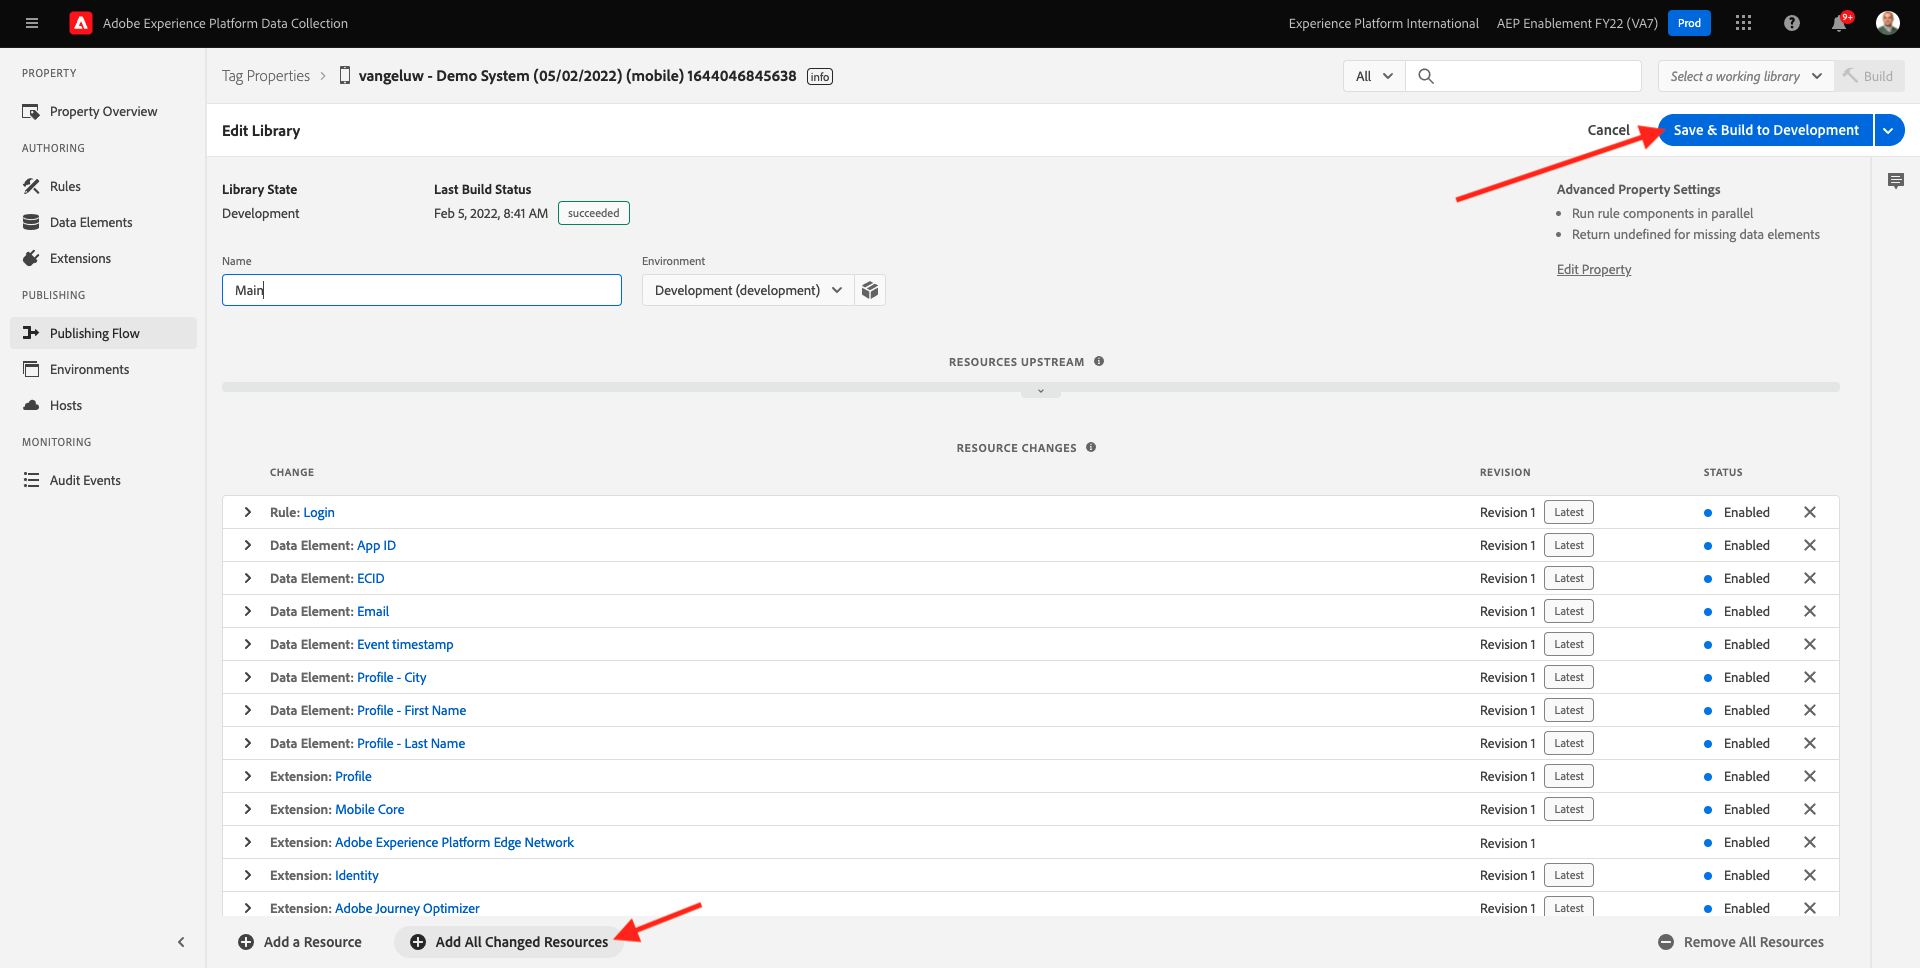 Adobe Experience Platform Data Collection
Experience Platform International
AEP Enablement FY22 (VA7)
Prod
9+
PROPERTY
Property Overview
AUTHORING
Rules
Data Elements
Extensions
PUBLISHING
Publishing Flow
Environments
Hosts
MONITORING
Audit Events
Tag Properties
vangeluw - Demo System (05/02/2022) (mobile) 1644046845638
info
All
Select a working library
Build
Edit Library
Cancel
Save & Build to Development
Library State
Development
Last Build Status
Feb 5, 2022, 8:41 AM
succeeded
Advanced Property Settings
Run rule components in parallel
Return undefined for missing data elements
Edit Property
Name
Main
Environment
Development (development)
RESOURCES UPSTREAM
RESOURCE CHANGES
CHANGE REVISION STATUS
Rule: Login Revision 1 Latest Enabled
Data Element: App ID Revision 1 Latest Enabled
Data Element: ECID Revision 1 Latest Enabled
Data Element: Email Revision 1 Latest Enabled
Data Element: Event timestamp Revision 1 Latest Enabled
Data Element: Profile - City Revision 1 Latest Enabled
Data Element: Profile - First Name Revision 1 Latest Enabled
Data Element: Profile - Last Name Revision 1 Latest Enabled
Extension: Profile Revision 1 Latest Enabled
Extension: Mobile Core Revision 1 Latest Enabled
Extension: Adobe Experience Platform Edge Network Revision 1 Enabled
Extension: Identity Revision 1 Latest Enabled
Extension: Adobe Journey Optimizer Revision 1 Latest Enabled
Add a Resource
Add All Changed Resources
Remove All Resources